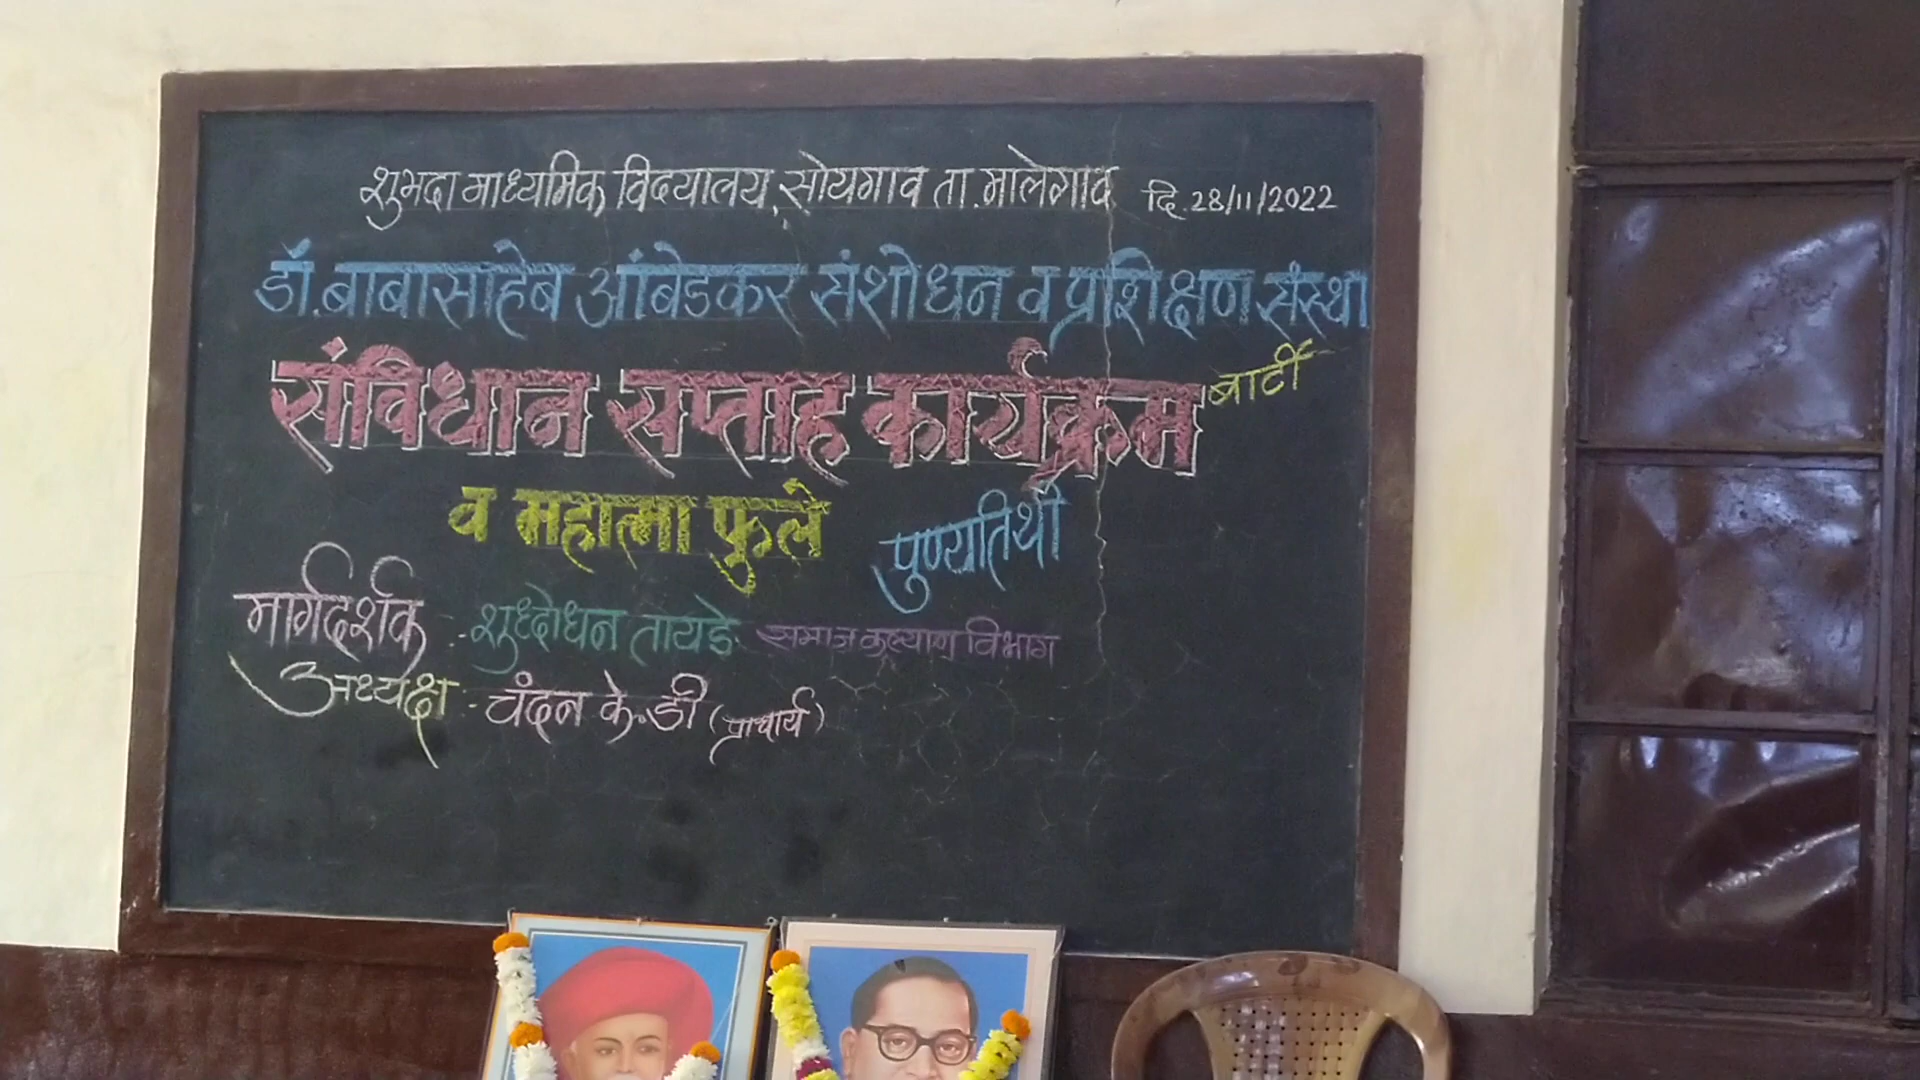 शुभदा माध्यमिक विदयालय, सोयगाव ता. मालेगाव दि. 28/11/2022
डॉ. बाबासाहेब आंबेडकर संशोधन व प्रशिक्षण संस्था
संविधान सप्ताह कार्यक्रम बार्टी
व महात्मा फुले पुण्यतिथी
मार्गदर्शक :- शुध्दोधन तायडे समाज कल्याण विभाग
अध्यक्ष :- चंदन के.डी (प्राचार्य)